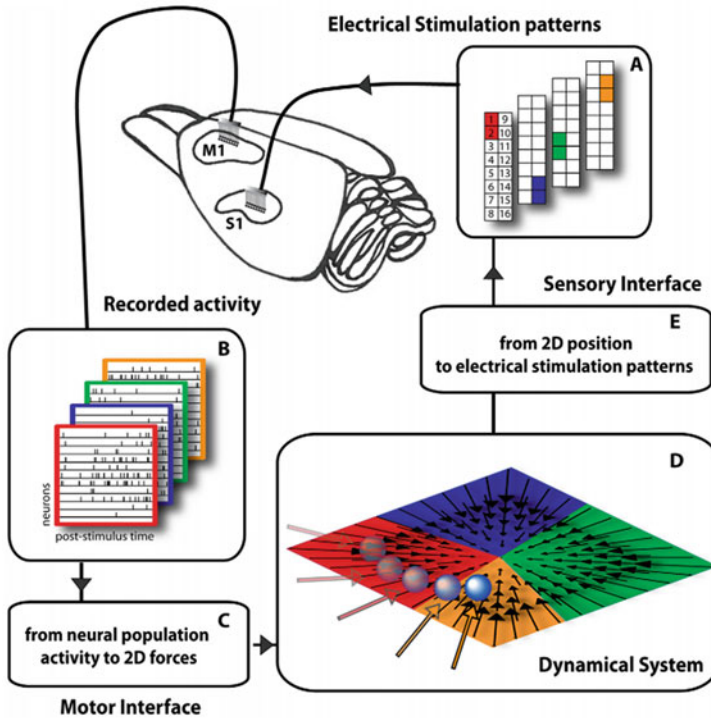 Electrical Stimulation patterns
A
1 9
2 10
3 11
4 12
5 13
6 14
7 15
8 16
M1
S1
Sensory Interface
Recorded activity
E
from 2D position
to electrical stimulation patterns
B
neurons
post-stimulus time
D
C
from neural population
activity to 2D forces
Dynamical System
Motor Interface